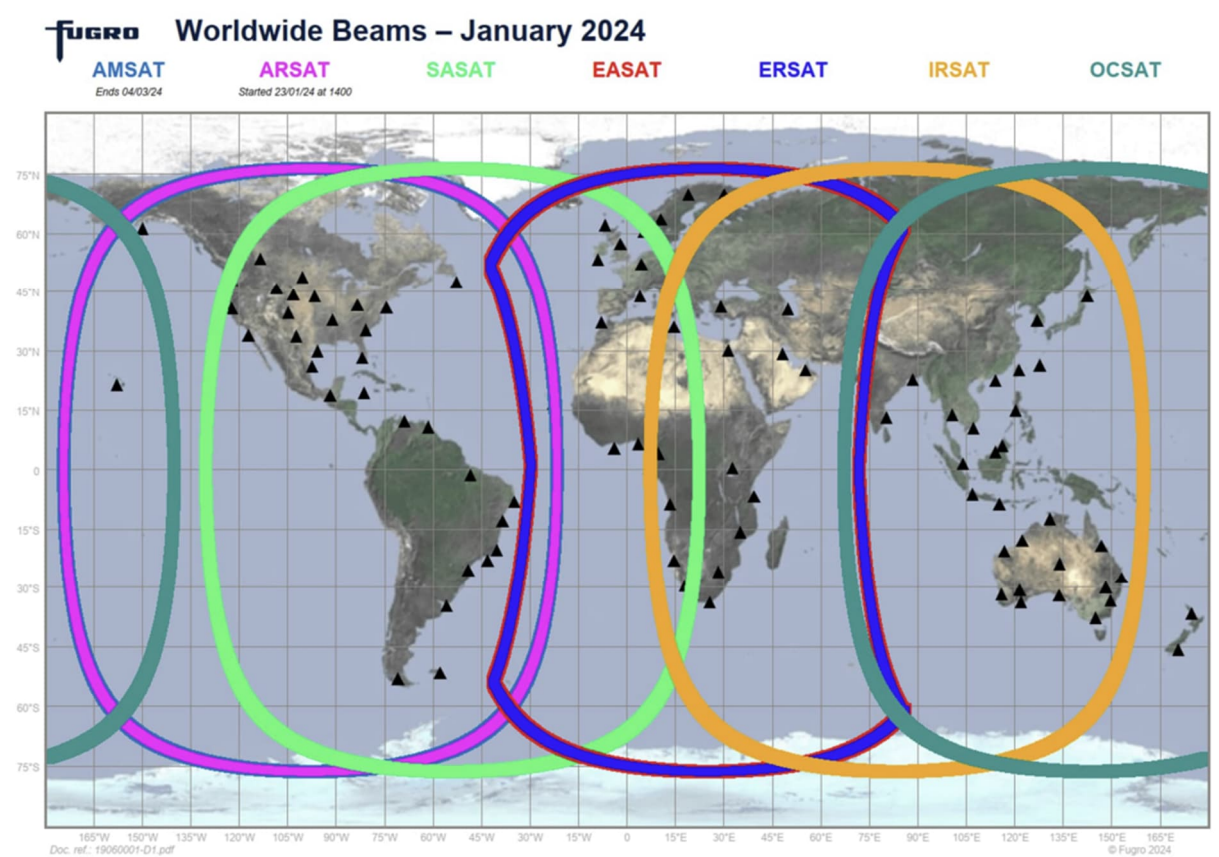 FUGRO Worldwide Beams – January 2024
AMSAT ARSAT SASAT EASAT ERSAT IRSAT OCSAT
Ends 04/03/24 Started 23/01/24 at 1400
75°N
60°N
45°N
30°N
15°N
0
15°S
30°S
45°S
60°S
75°S
165°W 150°W 135°W 120°W 105°W 90°W 75°W 60°W 45°W 30°W 15°W 0 15°E 30°E 45°E 60°E 75°E 90°E 105°E 120°E 135°E 150°E 165°E
Doc. ref.: 19060001-D1.pdf © Fugro 2024